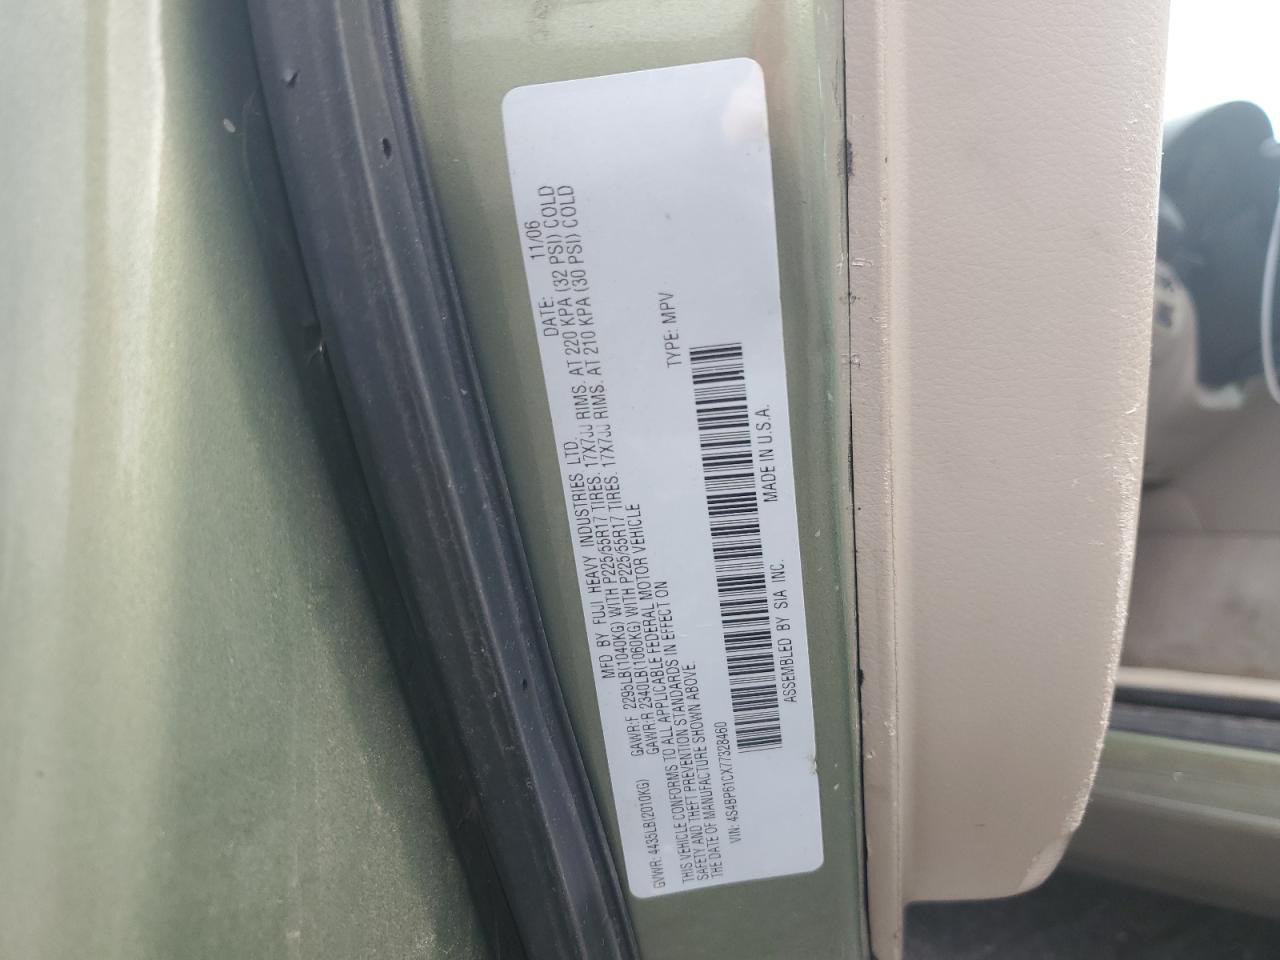 MFD BY FUJI HEAVY INDUSTRIES LTD. DATE: 11/06
GVWR: 4435LB(2010KG) GAWR:F 2295LB(1040KG) WITH P225/55R17 TIRES. 17X7JJ RIMS. AT 220 KPA (32 PSI) COLD
GAWR:R 2340LB(1060KG) WITH P225/55R17 TIRES. 17X7JJ RIMS. AT 210 KPA (30 PSI) COLD
THIS VEHICLE CONFORMS TO ALL APPLICABLE FEDERAL MOTOR VEHICLE
SAFETY AND THEFT PREVENTION STANDARDS IN EFFECT ON
THE DATE OF MANUFACTURE SHOWN ABOVE.
VIN: 4S4BP61CX77328460 TYPE: MPV
ASSEMBLED BY SIA INC. MADE IN U.S.A.